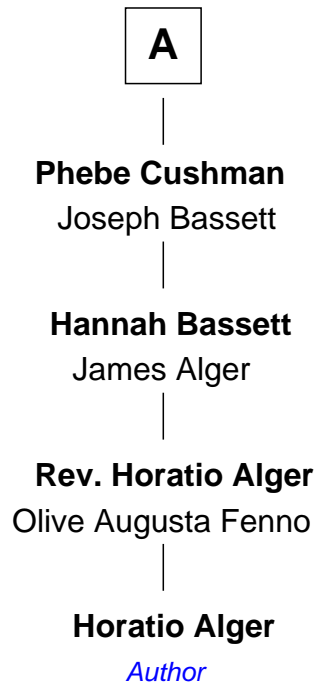 A
Phebe Cushman
Joseph Bassett
Hannah Bassett
James Alger
Rev. Horatio Alger
Olive Augusta Fenno
Horatio Alger
Author